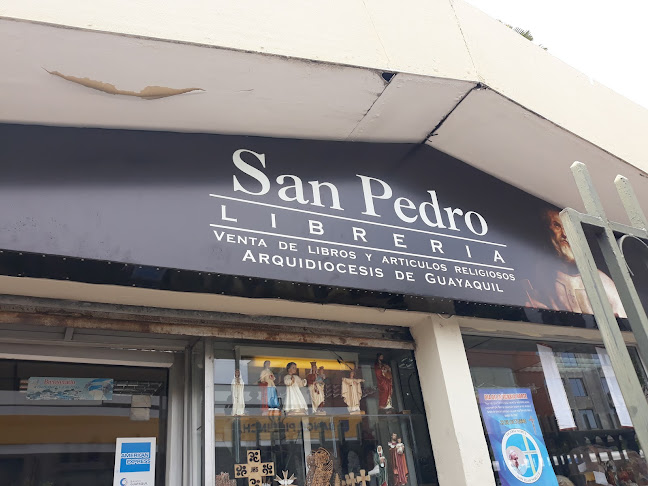 San Pedro
LIBRERIA
VENTA DE LIBROS Y ARTICULOS RELIGIOSOS
ARQUIDIOCESIS DE GUAYAQUIL
AMERICAN
EXPRESS